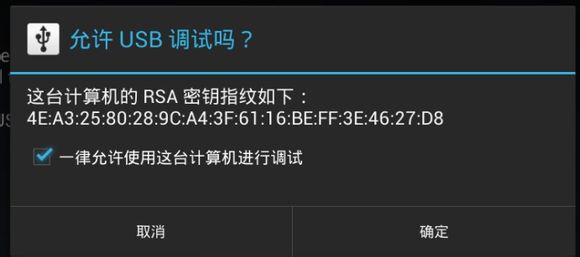 允许 USB 调试吗？
这台计算机的 RSA 密钥指纹如下：
4E:A3:25:80:28:9C:A4:3F:61:16:BE:FF:3E:46:27:D8
一律允许使用这台计算机进行调试
取消
确定